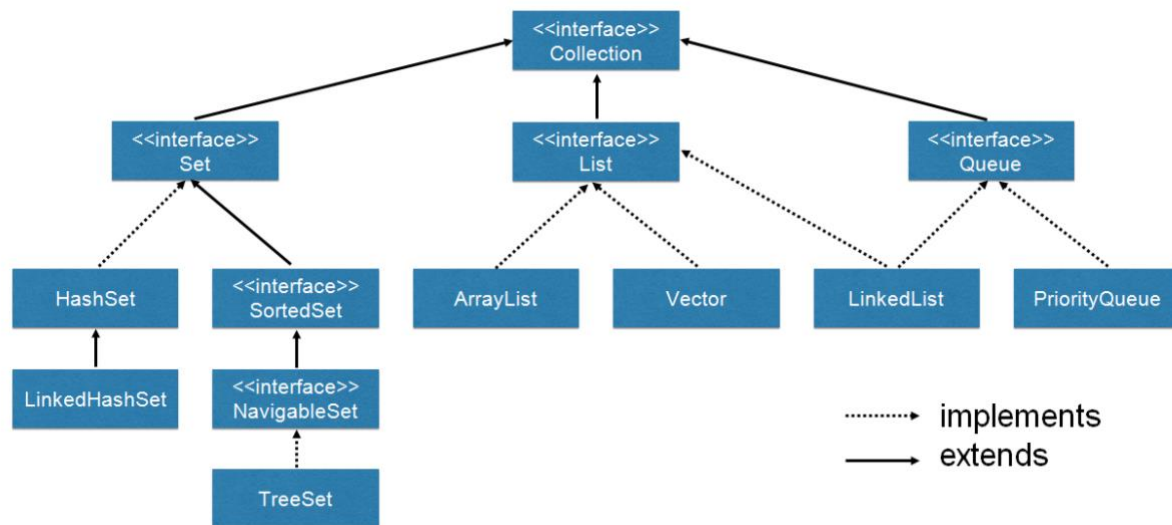 <<interface>>
Collection
<<interface>>
Set
<<interface>>
List
<<interface>>
Queue
HashSet
<<interface>>
SortedSet
ArrayList
Vector
LinkedList
PriorityQueue
LinkedHashSet
<<interface>>
NavigableSet
TreeSet
implements
extends